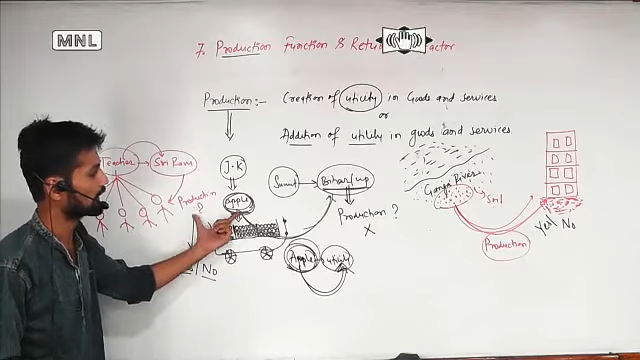 MNL
7. Production Function & Retu Factor
Production:- Creation of utility in Goods and services
or
Addition of utility in goods and services.
Teacher
Sri Ram
Production
?
No
J.K
Apple
Sumit
Bihar/up
Production ?
x
Apple utility
Ganga River
Soil
Production
Yes/ No